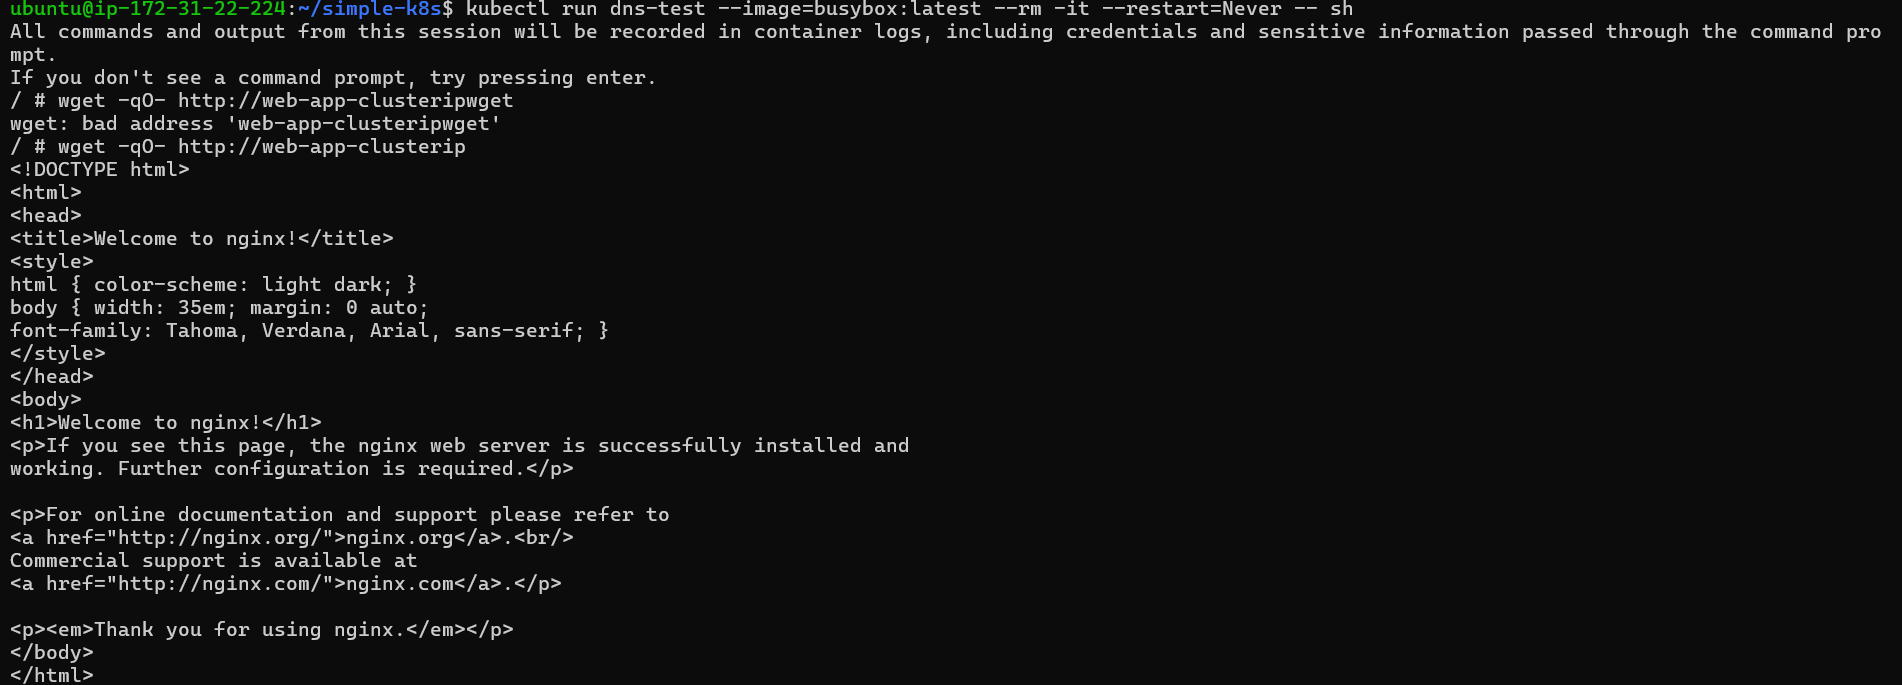 ubuntu@ip-172-31-22-224:~/simple-k8s$ kubectl run dns-test --image=busybox:latest --rm -it --restart=Never -- sh
All commands and output from this session will be recorded in container logs, including credentials and sensitive information passed through the command pro
mpt.
If you don't see a command prompt, try pressing enter.
/ # wget -qO- http://web-app-clusteripwget
wget: bad address 'web-app-clusteripwget'
/ # wget -qO- http://web-app-clusterip
<!DOCTYPE html>
<html>
<head>
<title>Welcome to nginx!</title>
<style>
html { color-scheme: light dark; }
body { width: 35em; margin: 0 auto;
font-family: Tahoma, Verdana, Arial, sans-serif; }
</style>
</head>
<body>
<h1>Welcome to nginx!</h1>
<p>If you see this page, the nginx web server is successfully installed and
working. Further configuration is required.</p>

<p>For online documentation and support please refer to
<a href="http://nginx.org/">nginx.org</a>.<br/>
Commercial support is available at
<a href="http://nginx.com/">nginx.com</a>.</p>

<p><em>Thank you for using nginx.</em></p>
</body>
</html>